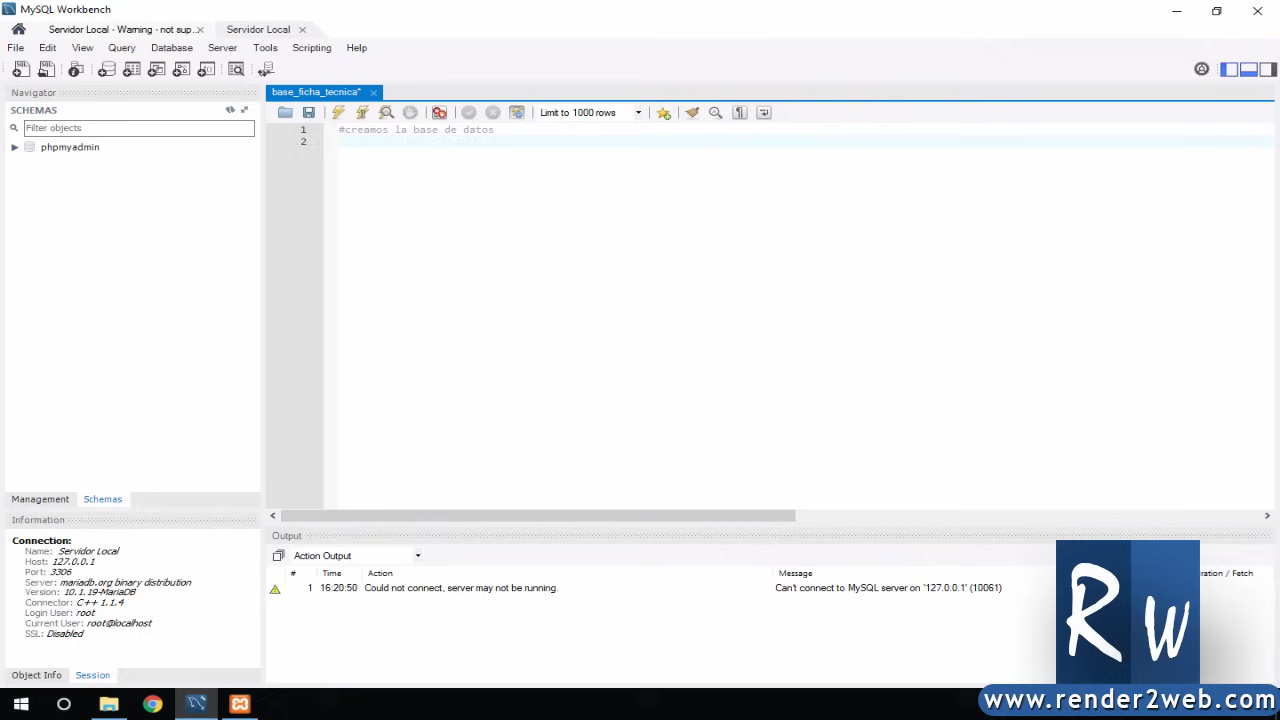 MySQL Workbench
Servidor Local - Warning - not sup...
Servidor Local
File Edit View Query Database Server Tools Scripting Help
Navigator
SCHEMAS
Filter objects
phpmyadmin
Management Schemas
Information
Connection:
Name: Servidor Local
Host: 127.0.0.1
Port: 3306
Server: mariadb.org binary distribution
Version: 10.1.19-MariaDB
Connector: C++ 1.1.4
Login User: root
Current User: root@localhost
SSL: Disabled
Object Info Session
base_ficha_tecnica*
Limit to 1000 rows
1 #creamos la base de datos
2
Output
Action Output
# Time Action Message ration / Fetch
1 16:20:50 Could not connect, server may not be running. Can't connect to MySQL server on '127.0.0.1' (10061)
RW
www.render2web.com